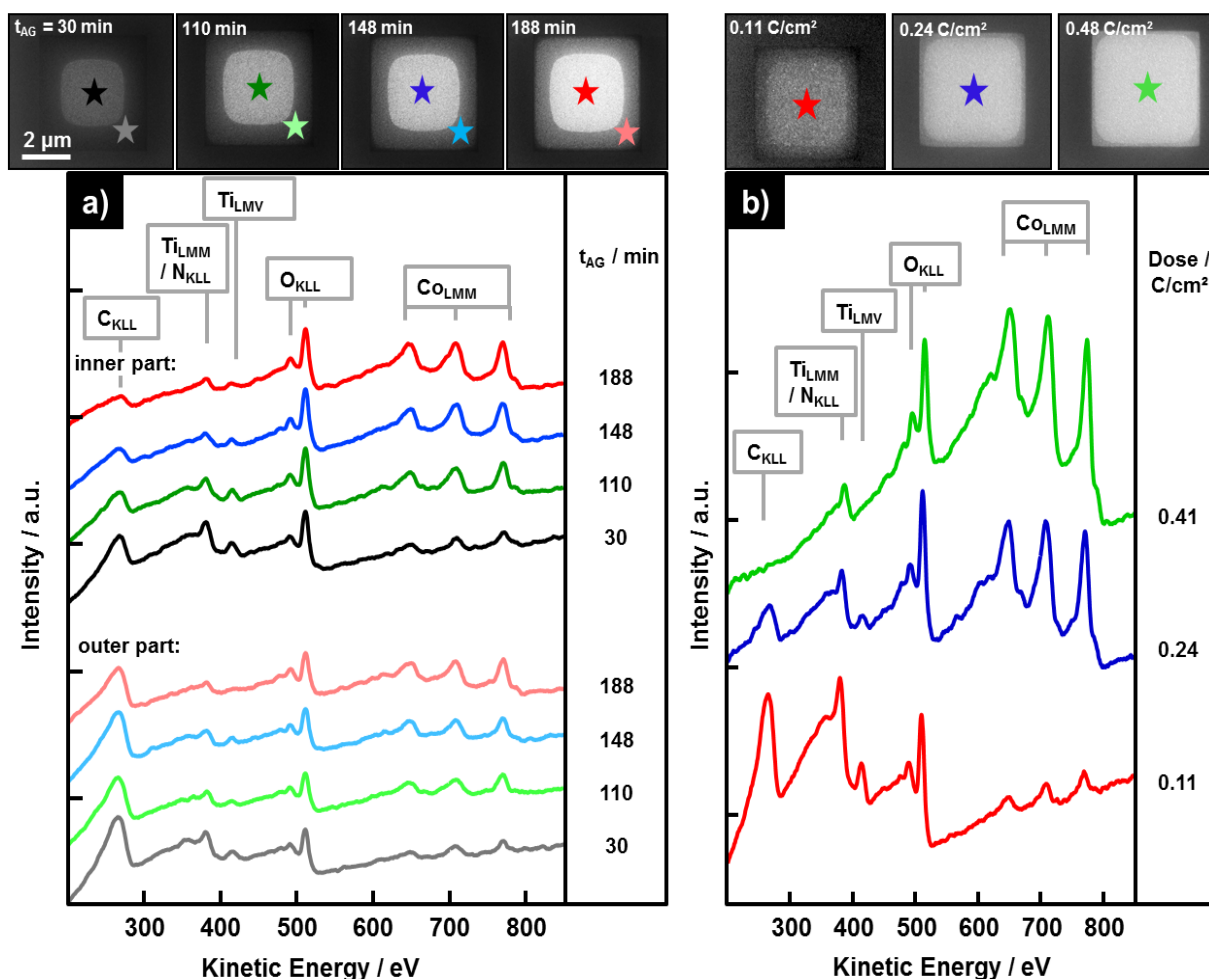 t_AG = 30 min
110 min
148 min
188 min
2 µm
0.11 C/cm²
0.24 C/cm²
0.48 C/cm²
a)
Ti_LMV
Ti_LMM
/ N_KLL
O_KLL
Co_LMM
C_KLL
t_AG / min
inner part:
188
148
110
30
outer part:
188
148
110
30
Intensity / a.u.
300 400 500 600 700 800
Kinetic Energy / eV
b)
Co_LMM
O_KLL
Ti_LMV
Ti_LMM
/ N_KLL
C_KLL
Dose /
C/cm²
0.41
0.24
0.11
Intensity / a.u.
300 400 500 600 700 800
Kinetic Energy / eV